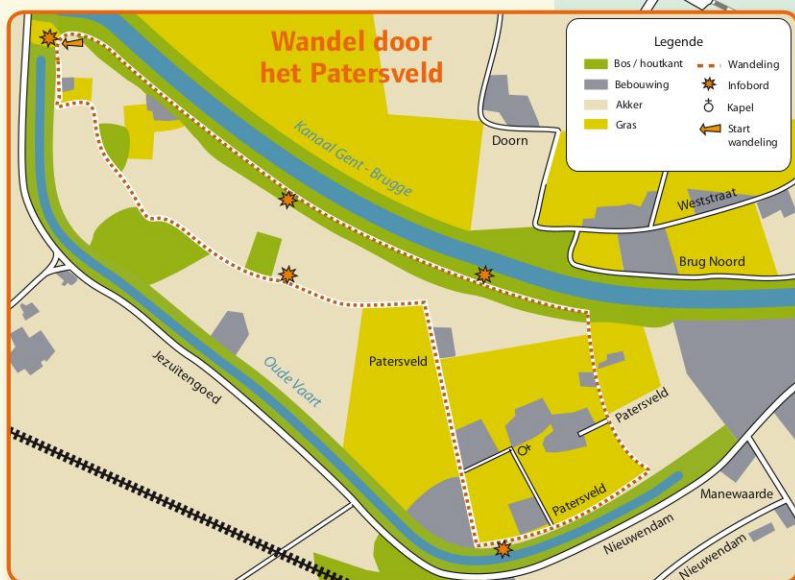 Wandel door
het Patersveld
Legende
Bos / houtkant
Bebouwing
Akker
Gras
Wandeling
Infobord
Kapel
Start
wandeling
Kanaal Gent - Brugge
Doorn
Weststraat
Brug Noord
Jezuitengoed
Oude Vaart
Patersveld
Patersveld
Patersveld
Manewaarde
Nieuwendam
Nieuwendam